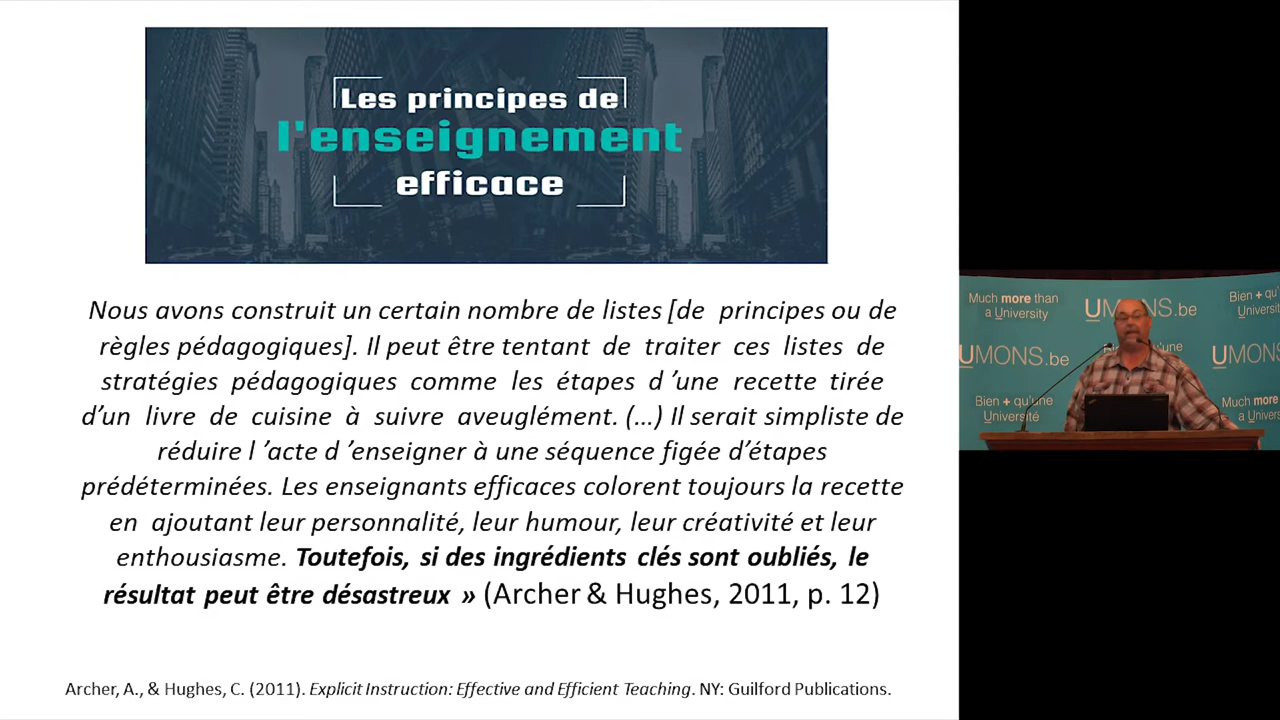 Les principes de
l'enseignement
efficace
Nous avons construit un certain nombre de listes [de principes ou de
règles pédagogiques]. Il peut être tentant de traiter ces listes de
stratégies pédagogiques comme les étapes d ’une recette tirée
d’un livre de cuisine à suivre aveuglément. (…) Il serait simpliste de
réduire l ’acte d ’enseigner à une séquence figée d’étapes
prédéterminées. Les enseignants efficaces colorent toujours la recette
en ajoutant leur personnalité, leur humour, leur créativité et leur
enthousiasme. Toutefois, si des ingrédients clés sont oubliés, le
résultat peut être désastreux » (Archer & Hughes, 2011, p. 12)
Archer, A., & Hughes, C. (2011). Explicit Instruction: Effective and Efficient Teaching. NY: Guilford Publications.
Much more than
a University
UMONS.be
Bien + qu'
Universit
UMONS.be
UMONS
Bien + qu'une
Université
Much more
a Univers